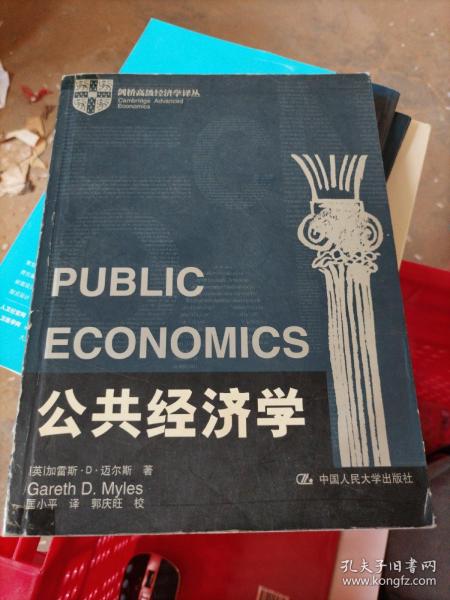 剑桥高级经济学译丛
Cambridge Advanced
Economics
PUBLIC
ECONOMICS
公共经济学
[英]加雷斯·D·迈尔斯 著
Gareth D. Myles
匡小平 译 郭庆旺 校
中国人民大学出版社
孔夫子旧书网
www.kongfz.com